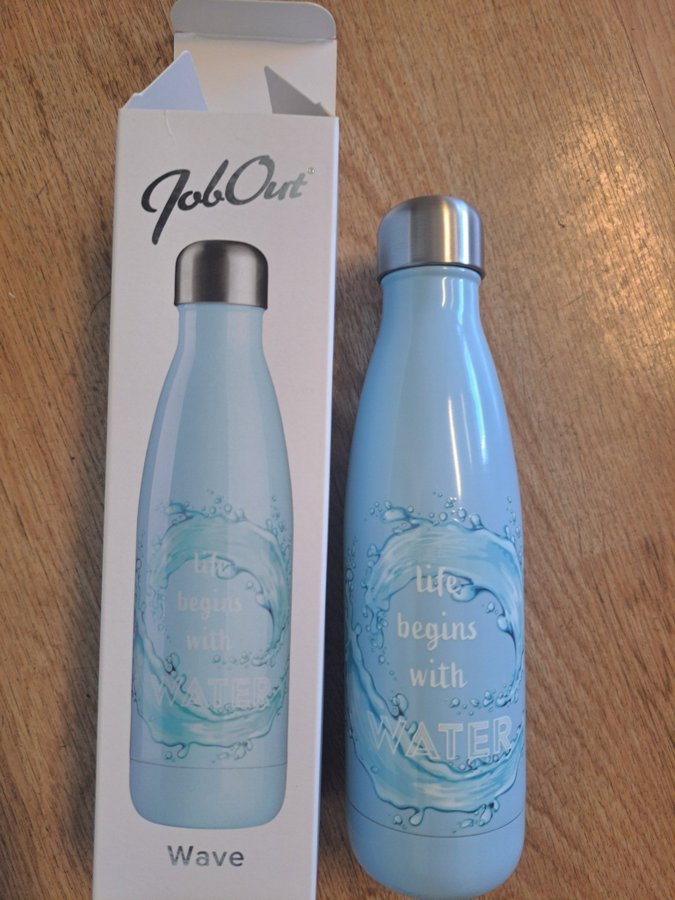 JobOut®
life
begins
with
WATER
Wave
life
begins
with
WATER